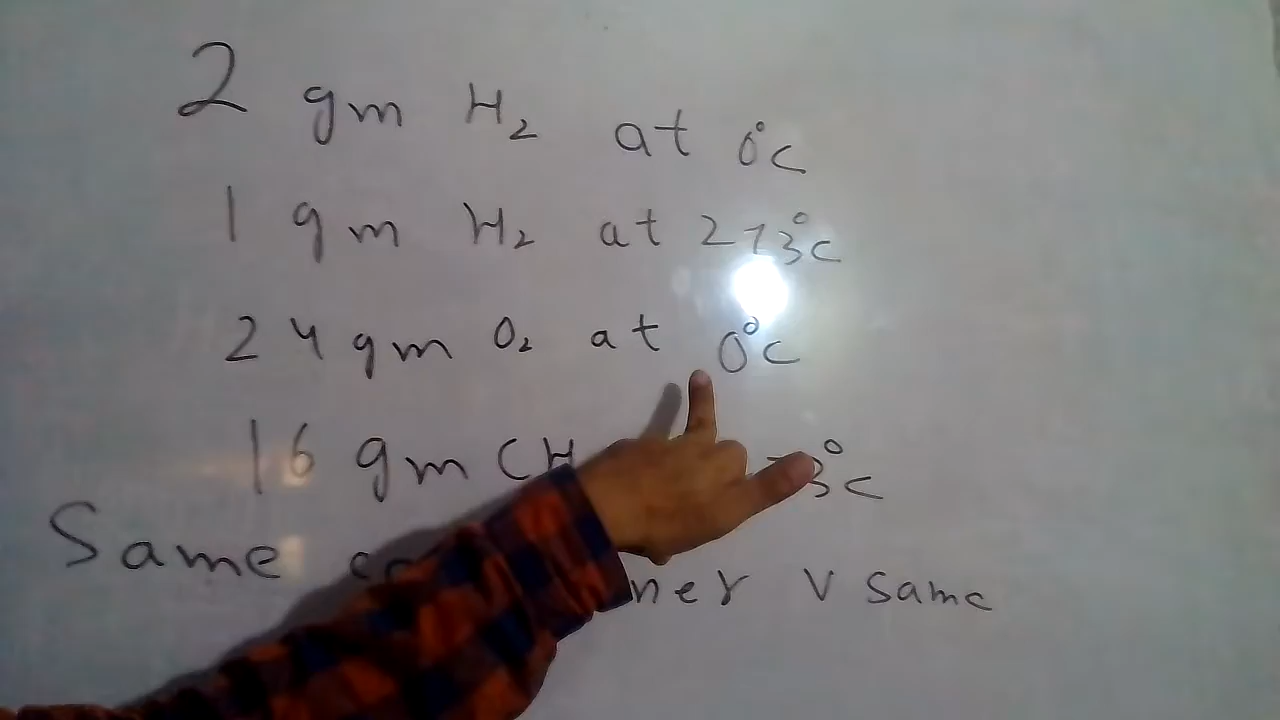 2 gm H₂ at 0°C
1 gm H₂ at 273°C
24 gm O₂ at 0°C
16 gm CH 73°C
Same V same